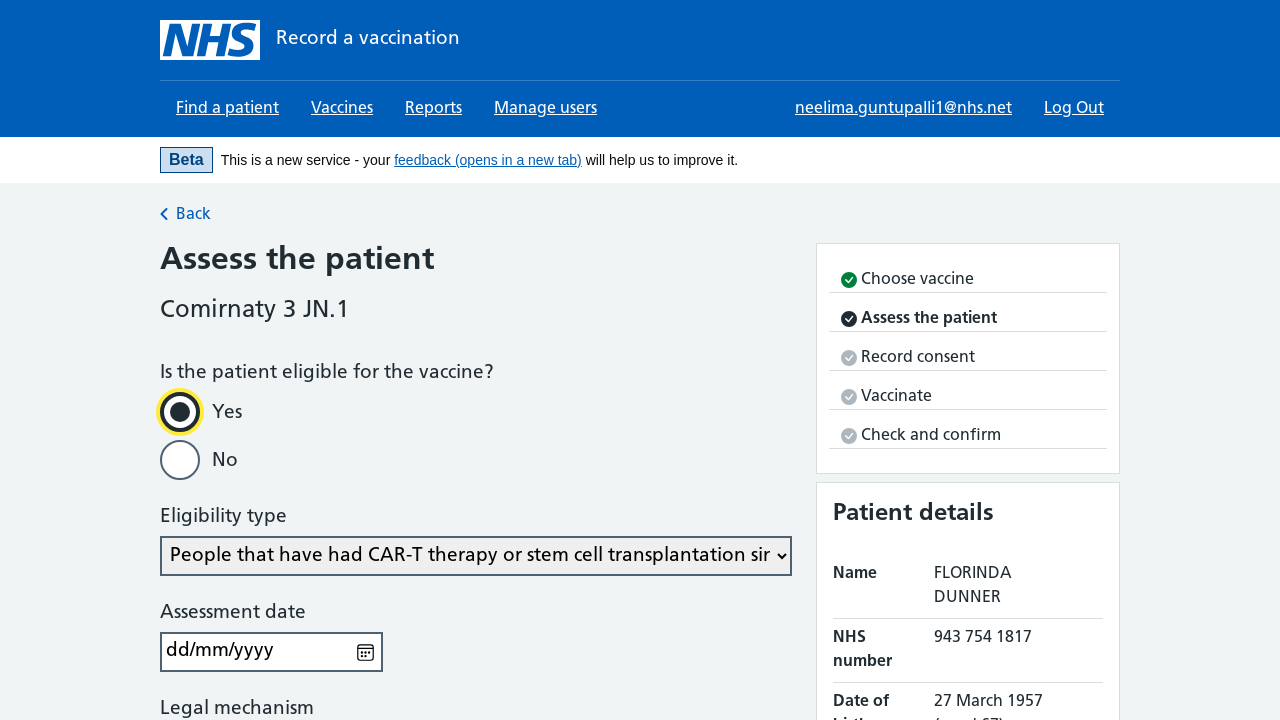 NHS Record a vaccination
Find a patient Vaccines Reports Manage users neelima.guntupalli1@nhs.net Log Out
Beta This is a new service - your feedback (opens in a new tab) will help us to improve it.
Back
Assess the patient
Comirnaty 3 JN.1
Is the patient eligible for the vaccine?
Yes
No
Eligibility type
People that have had CAR-T therapy or stem cell transplantation sir
Assessment date
dd/mm/yyyy
Legal mechanism
Choose vaccine
Assess the patient
Record consent
Vaccinate
Check and confirm
Patient details
Name FLORINDA
DUNNER
NHS 943 754 1817
number
Date of 27 March 1957